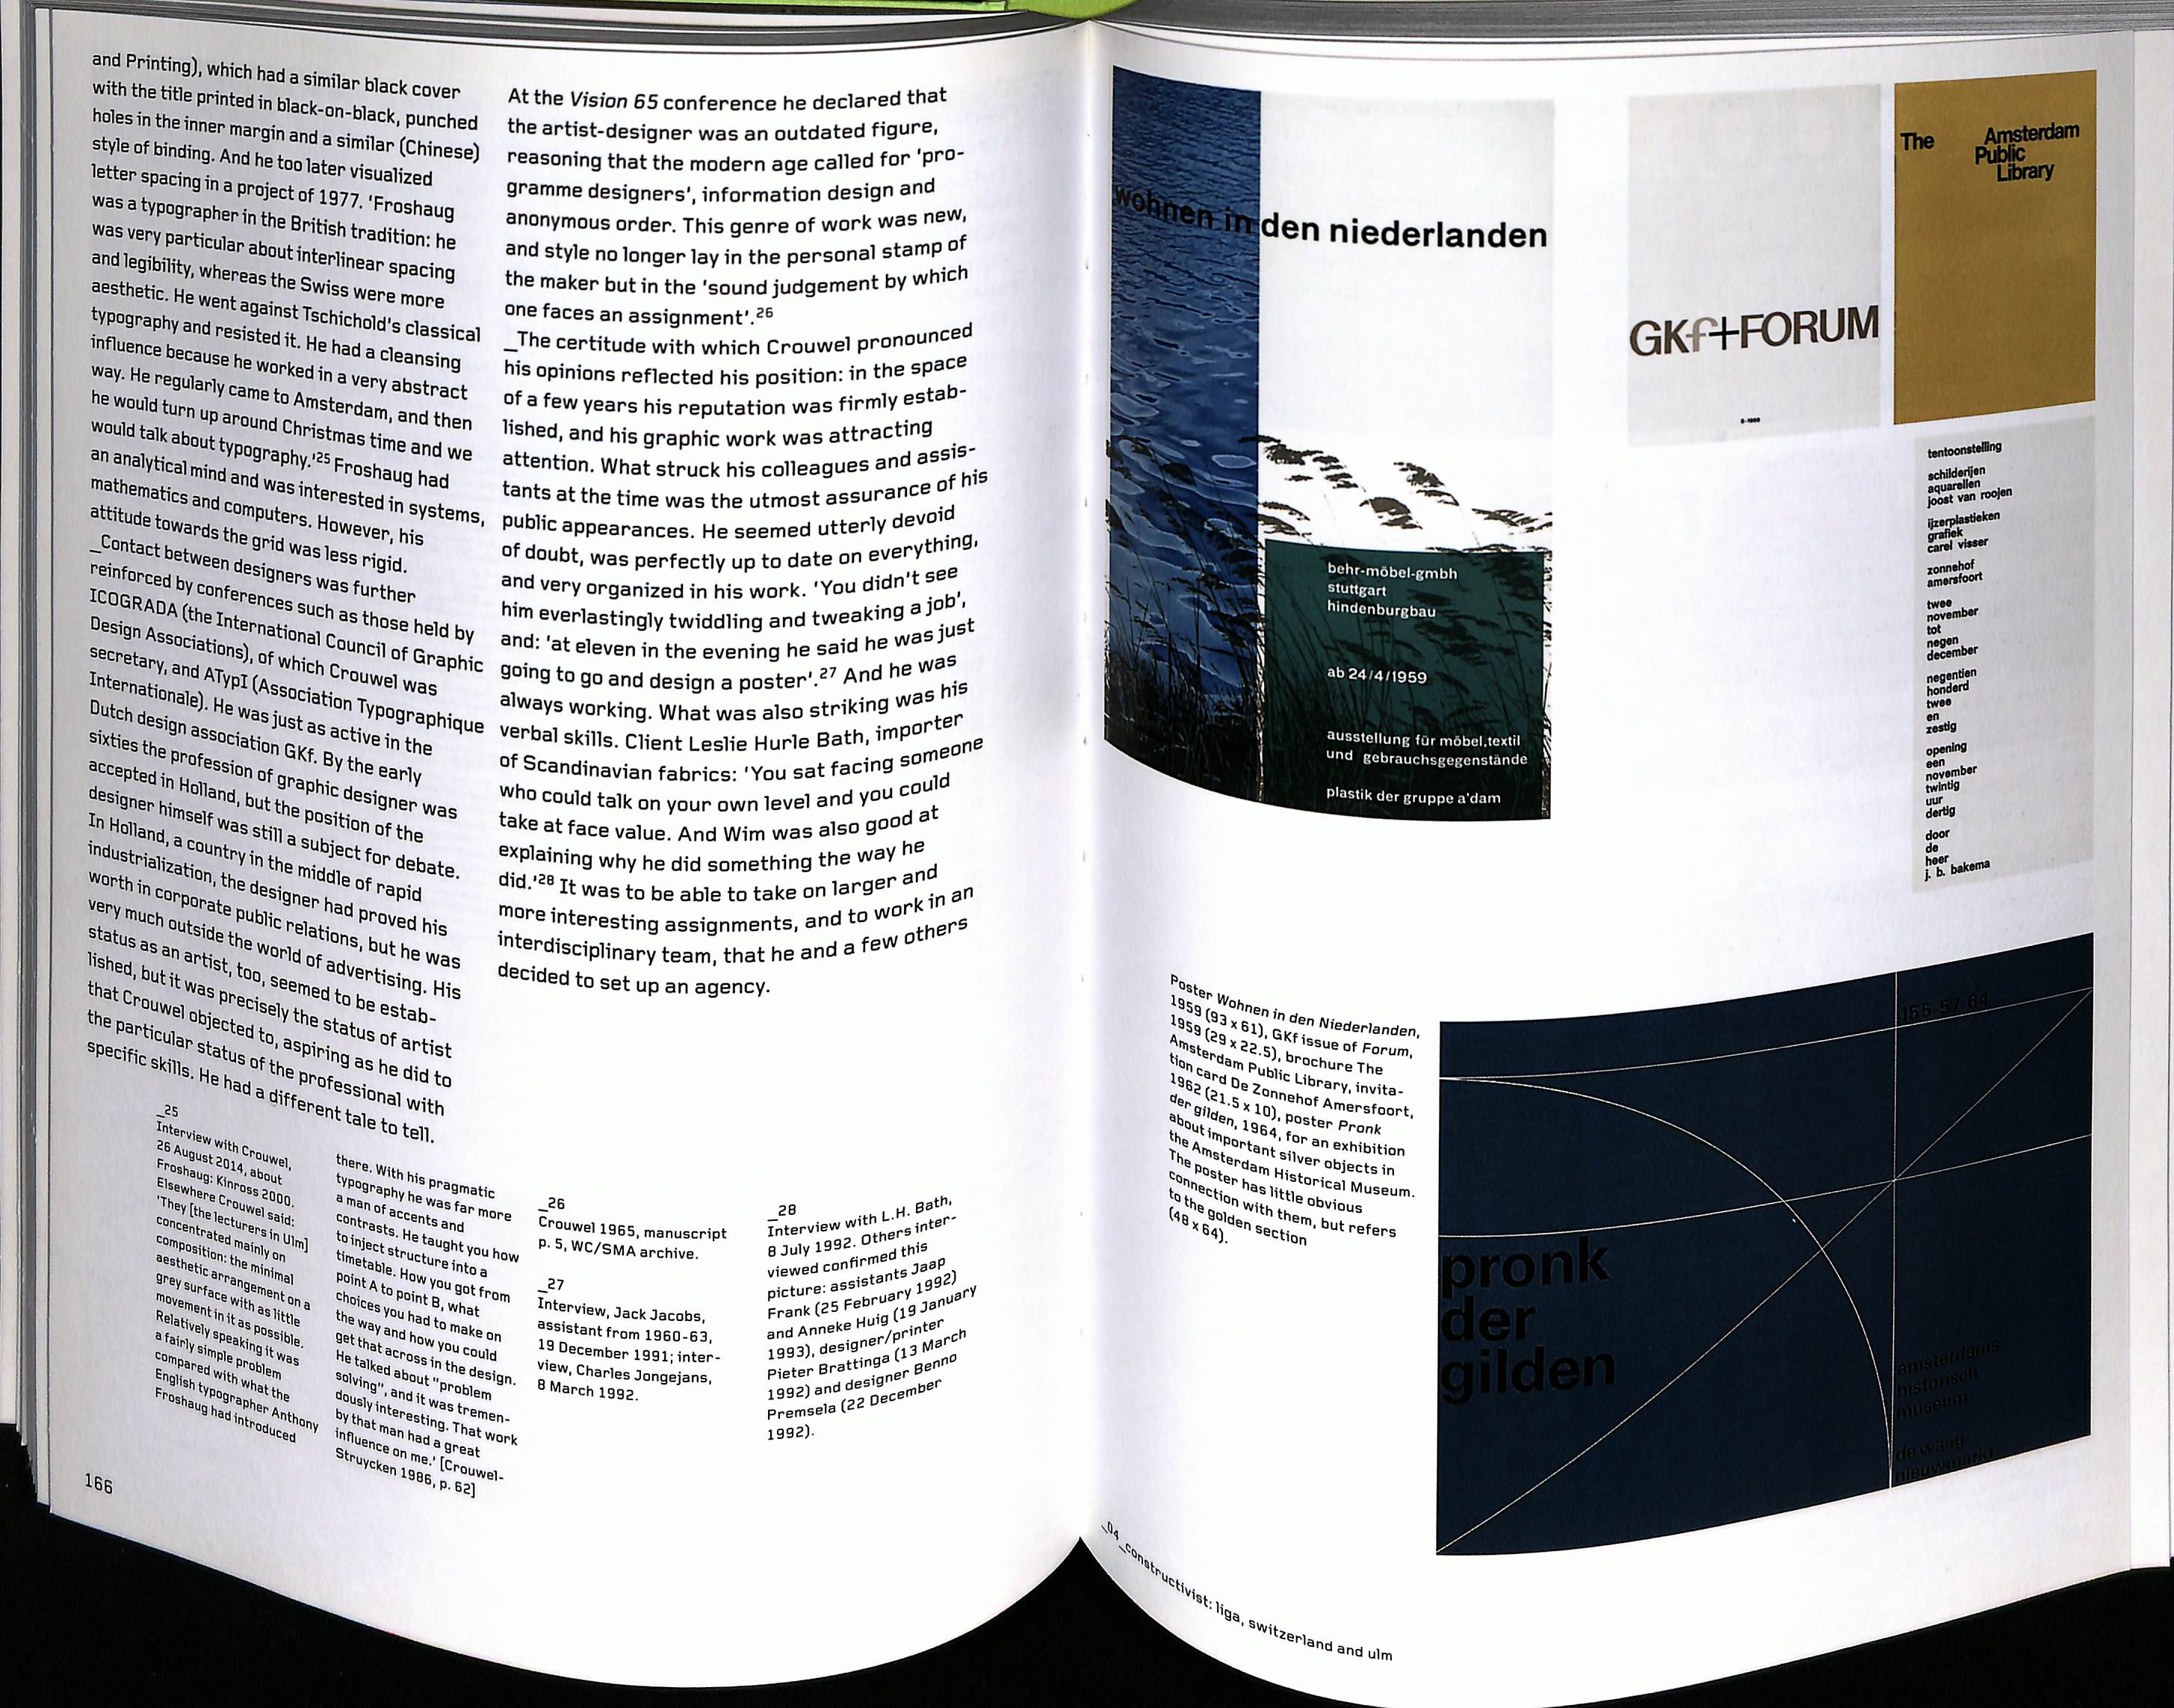 and Printing), which had a similar black cover
with the title printed in black-on-black, punched
holes in the inner margin and a similar (Chinese)
style of binding. And he too later visualized
letter spacing in a project of 1977. 'Froshaug
was a typographer in the British tradition: he
was very particular about interlinear spacing
and legibility, whereas the Swiss were more
aesthetic. He went against Tschichold's classical
typography and resisted it. He had a cleansing
influence because he worked in a very abstract
way. He regularly came to Amsterdam, and then
he would turn up around Christmas time and we
would talk about typography.'25 Froshaug had
an analytical mind and was interested in systems,
mathematics and computers. However, his
attitude towards the grid was less rigid.
_Contact between designers was further
reinforced by conferences such as those held by
ICOGRADA (the International Council of Graphic
Design Associations), of which Crouwel was
secretary, and ATypI (Association Typographique
Internationale). He was just as active in the
Dutch design association GKf. By the early
sixties the profession of graphic designer was
accepted in Holland, but the position of the
designer himself was still a subject for debate.
In Holland, a country in the middle of rapid
industrialization, the designer had proved his
worth in corporate public relations, but he was
very much outside the world of advertising. His
status as an artist, too, seemed to be estab-
lished, but it was precisely the status of artist
that Crouwel objected to, aspiring as he did to
the particular status of the professional with
specific skills. He had a different tale to tell.
At the Vision 65 conference he declared that
the artist-designer was an outdated figure,
reasoning that the modern age called for 'pro-
gramme designers', information design and
anonymous order. This genre of work was new,
and style no longer lay in the personal stamp of
the maker but in the 'sound judgement by which
one faces an assignment'.26
_The certitude with which Crouwel pronounced
his opinions reflected his position: in the space
of a few years his reputation was firmly estab-
lished, and his graphic work was attracting
attention. What struck his colleagues and assis-
tants at the time was the utmost assurance of his
public appearances. He seemed utterly devoid
of doubt, was perfectly up to date on everything,
and very organized in his work. 'You didn't see
him everlastingly twiddling and tweaking a job',
and: 'at eleven in the evening he said he was just
going to go and design a poster'.27 And he was
always working. What was also striking was his
verbal skills. Client Leslie Hurle Bath, importer
of Scandinavian fabrics: 'You sat facing someone
who could talk on your own level and you could
take at face value. And Wim was also good at
explaining why he did something the way he
did.'28 It was to be able to take on larger and
more interesting assignments, and to work in an
interdisciplinary team, that he and a few others
decided to set up an agency.
_25
Interview with Crouwel,
26 August 2014, about
Froshaug: Kinross 2000.
Elsewhere Crouwel said:
'They [the lecturers in Ulm]
concentrated mainly on
composition: the minimal
aesthetic arrangement on a
grey surface with as little
movement in it as possible.
Relatively speaking it was
a fairly simple problem
compared with what the
English typographer Anthony
Froshaug had introduced
there. With his pragmatic
typography he was far more
a man of accents and
contrasts. He taught you how
to inject structure into a
timetable. How you got from
point A to point B, what
choices you had to make on
the way and how you could
get that across in the design.
He talked about "problem
solving", and it was tremen-
dously interesting. That work
by that man had a great
influence on me.' [Crouwel-
Struycken 1986, p. 62]
_26
Crouwel 1965, manuscript
p. 5, WC/SMA archive.
_27
Interview, Jack Jacobs,
assistant from 1960-63,
19 December 1991; inter-
view, Charles Jongejans,
8 March 1992.
_28
Interview with L.H. Bath,
8 July 1992. Others inter-
viewed confirmed this
picture: assistants Jaap
Frank (25 February 1992)
and Anneke Huig (19 January
1993), designer/printer
Pieter Brattinga (13 March
1992) and designer Benno
Premsela (22 December
1992).
166
wohnen in den niederlanden
behr-möbel-gmbh
stuttgart
hindenburgbau
ab 24/4/1959
ausstellung für möbel,textil
und gebrauchsgegenstände
plastik der gruppe a'dam
GKf+FORUM
The Amsterdam
Public
Library
tentoonstelling
schilderijen
aquarellen
joost van roojen
ijzerplastieken
grafiek
carel visser
zonnehof
amersfoort
twee
november
tot
negen
december
negentien
honderd
twee
en
zestig
opening
een
november
twintig
uur
dertig
door
de
heer
j. b. bakema
Poster Wohnen in den Niederlanden,
1959 (93 x 61), GKf issue of Forum,
1959 (29 x 22.5), brochure The
Amsterdam Public Library, invita-
tion card De Zonnehof Amersfoort,
1962 (21.5 x 10), poster Pronk
der gilden, 1964, for an exhibition
about important silver objects in
the Amsterdam Historical Museum.
The poster has little obvious
connection with them, but refers
to the golden section
(48 x 64).
pronk
der
gilden
amsterdams
historisch
museum
de waag
nieuwmarkt
_04_constructivist: liga, switzerland and ulm